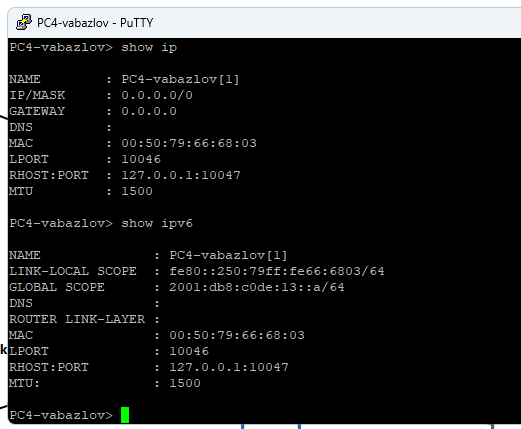 PC4-vabazlov - PuTTY
PC4-vabazlov> show ip
NAME : PC4-vabazlov[1]
IP/MASK : 0.0.0.0/0
GATEWAY : 0.0.0.0
DNS :
MAC : 00:50:79:66:68:03
LPORT : 10046
RHOST:PORT : 127.0.0.1:10047
MTU : 1500
PC4-vabazlov> show ipv6
NAME : PC4-vabazlov[1]
LINK-LOCAL SCOPE : fe80::250:79ff:fe66:6803/64
GLOBAL SCOPE : 2001:db8:c0de:13::a/64
DNS :
ROUTER LINK-LAYER :
MAC : 00:50:79:66:68:03
LPORT : 10046
RHOST:PORT : 127.0.0.1:10047
MTU: : 1500
PC4-vabazlov>